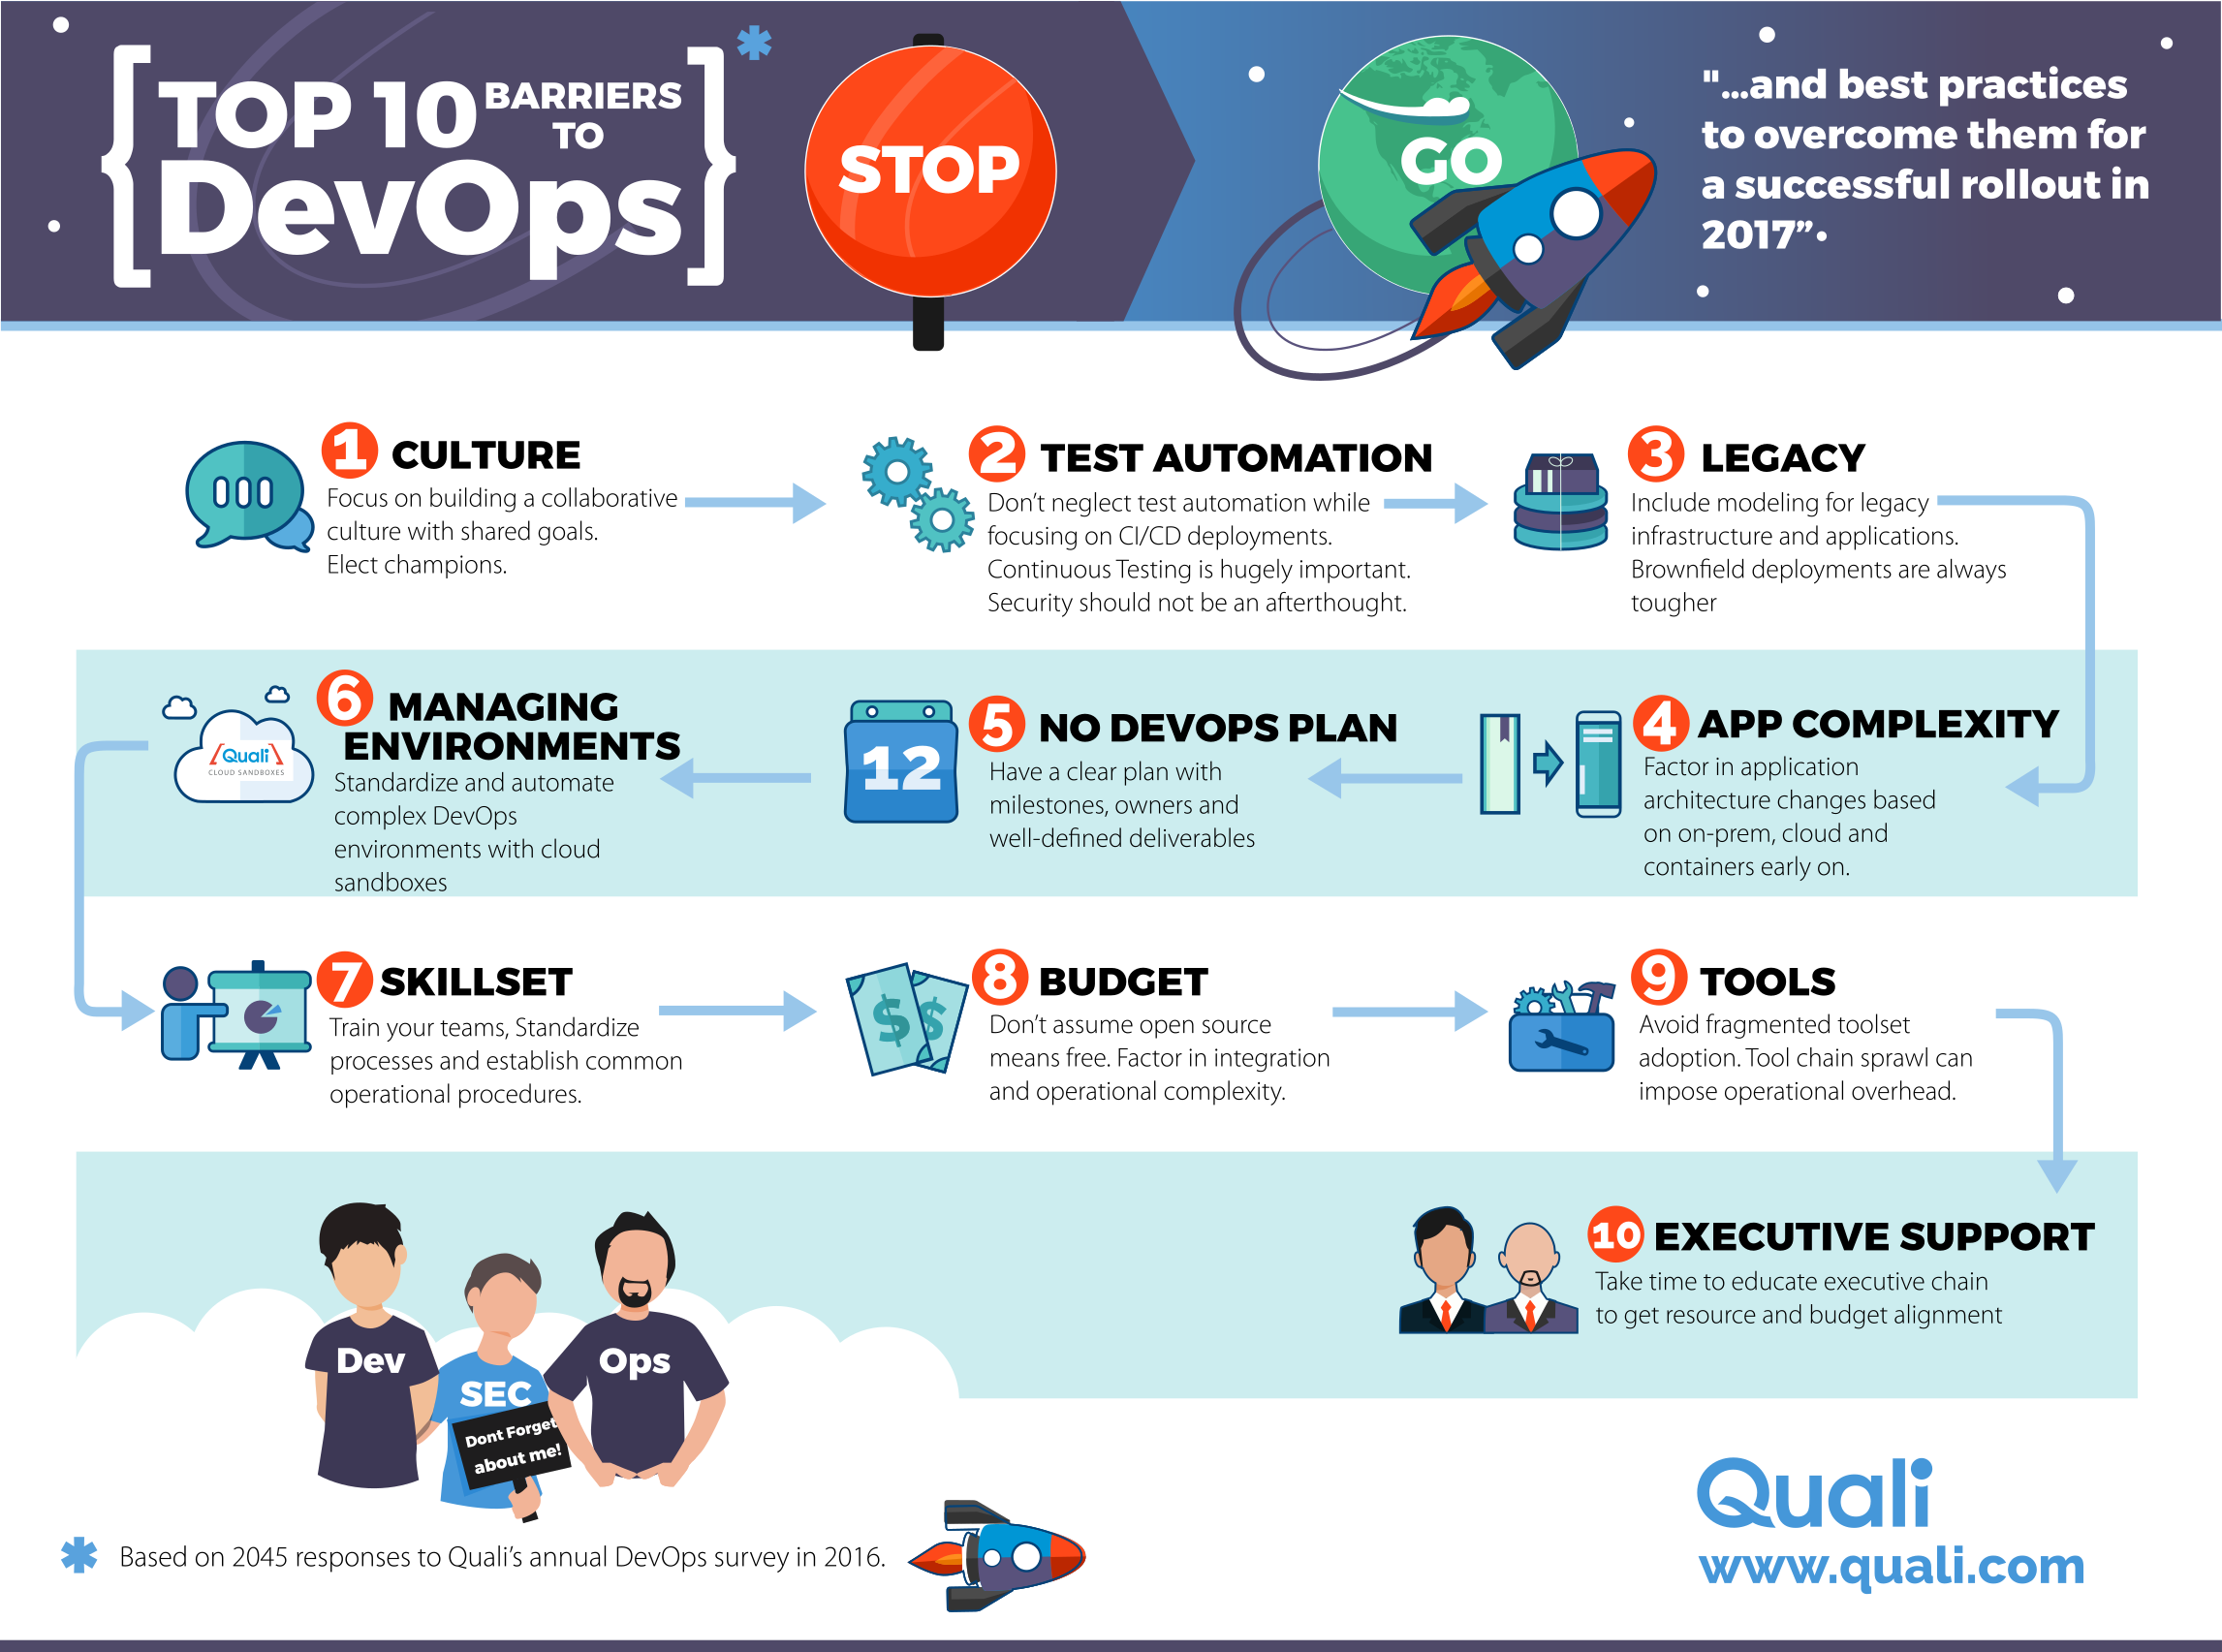 TOP 10 BARRIERS
TO
DevOps
*
STOP
GO
"...and best practices
to overcome them for
a successful rollout in
2017”
1 CULTURE
Focus on building a collaborative
culture with shared goals.
Elect champions.
2 TEST AUTOMATION
Don’t neglect test automation while
focusing on CI/CD deployments.
Continuous Testing is hugely important.
Security should not be an afterthought.
3 LEGACY
Include modeling for legacy
infrastructure and applications.
Brownfield deployments are always
tougher
4 APP COMPLEXITY
Factor in application
architecture changes based
on on-prem, cloud and
containers early on.
12
5 NO DEVOPS PLAN
Have a clear plan with
milestones, owners and
well-defined deliverables
Quali
CLOUD SANDBOXES
6 MANAGING
ENVIRONMENTS
Standardize and automate
complex DevOps
environments with cloud
sandboxes
7 SKILLSET
Train your teams, Standardize
processes and establish common
operational procedures.
$ $
8 BUDGET
Don’t assume open source
means free. Factor in integration
and operational complexity.
9 TOOLS
Avoid fragmented toolset
adoption. Tool chain sprawl can
impose operational overhead.
10 EXECUTIVE SUPPORT
Take time to educate executive chain
to get resource and budget alignment
Dev
SEC
Ops
Dont Forget
about me!
* Based on 2045 responses to Quali’s annual DevOps survey in 2016.
Quali
www.quali.com